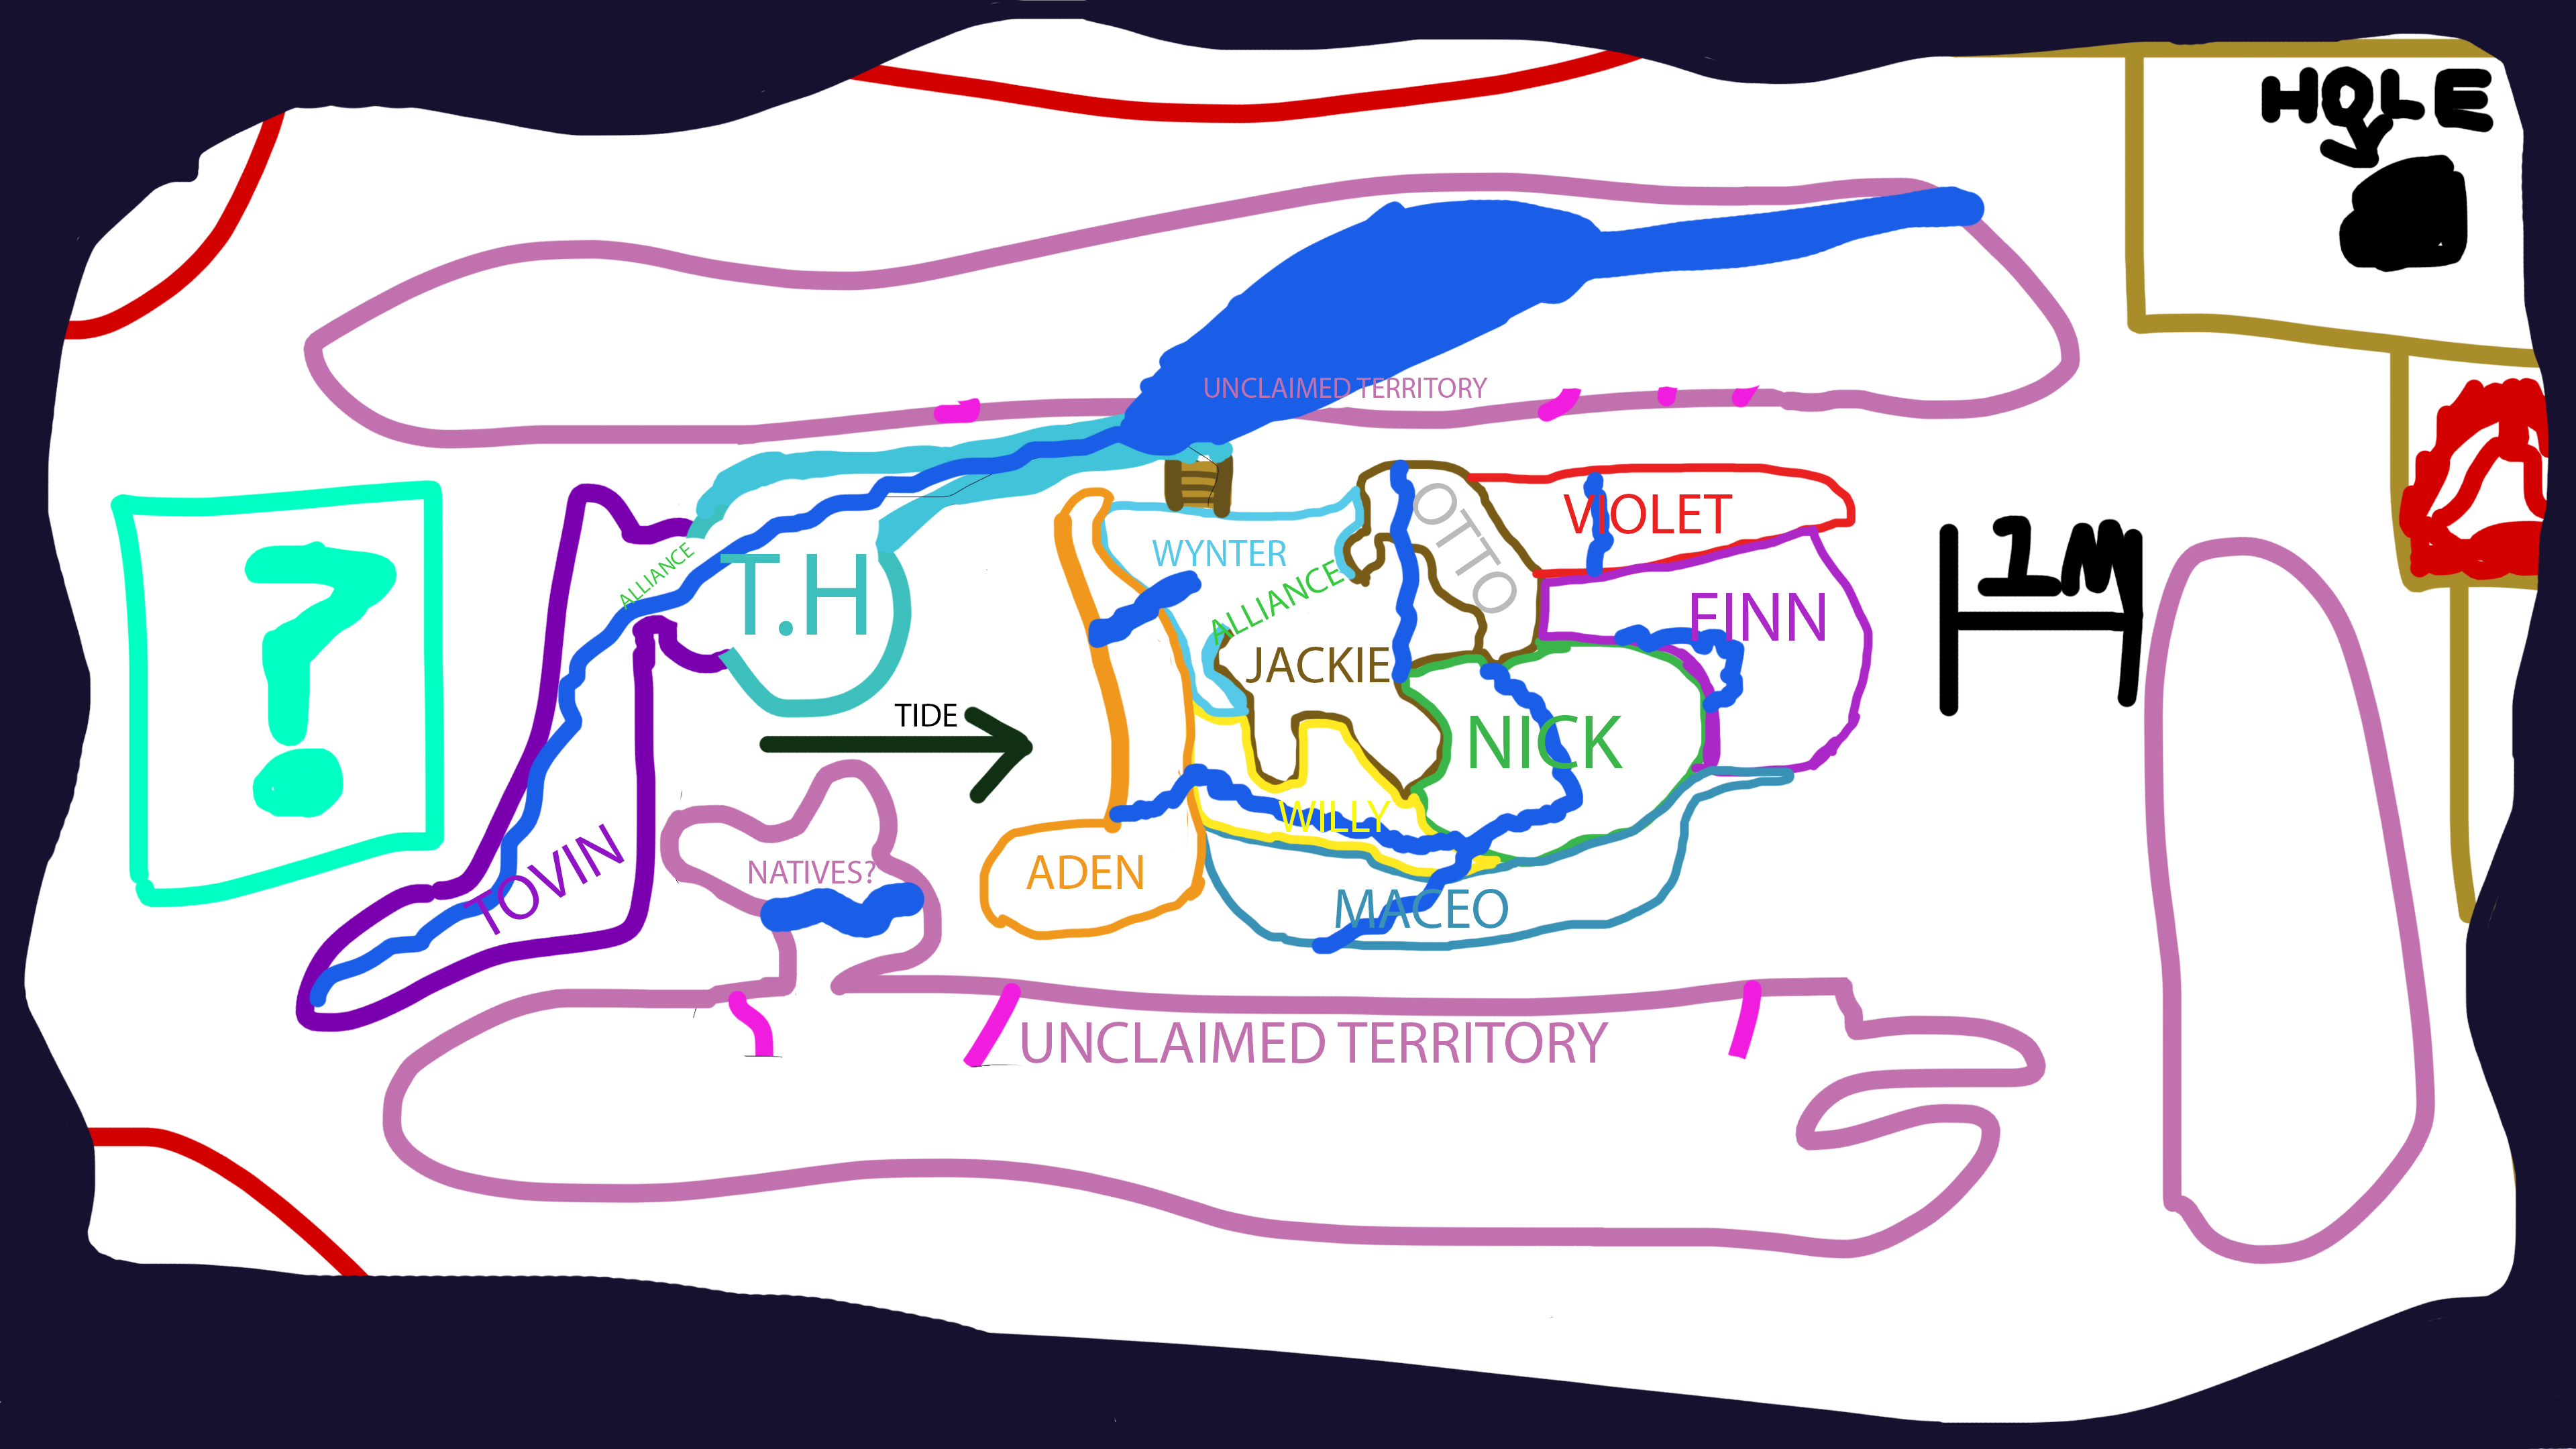 HOLE
UNCLAIMED TERRITORY
VIOLET
OTTO
1M
WYNTER
ALLIANCE
T.H
ALLIANCE
FINN
?
JACKIE
TIDE
NICK
WILLY
TOVIN
NATIVES?
ADEN
MACEO
UNCLAIMED TERRITORY